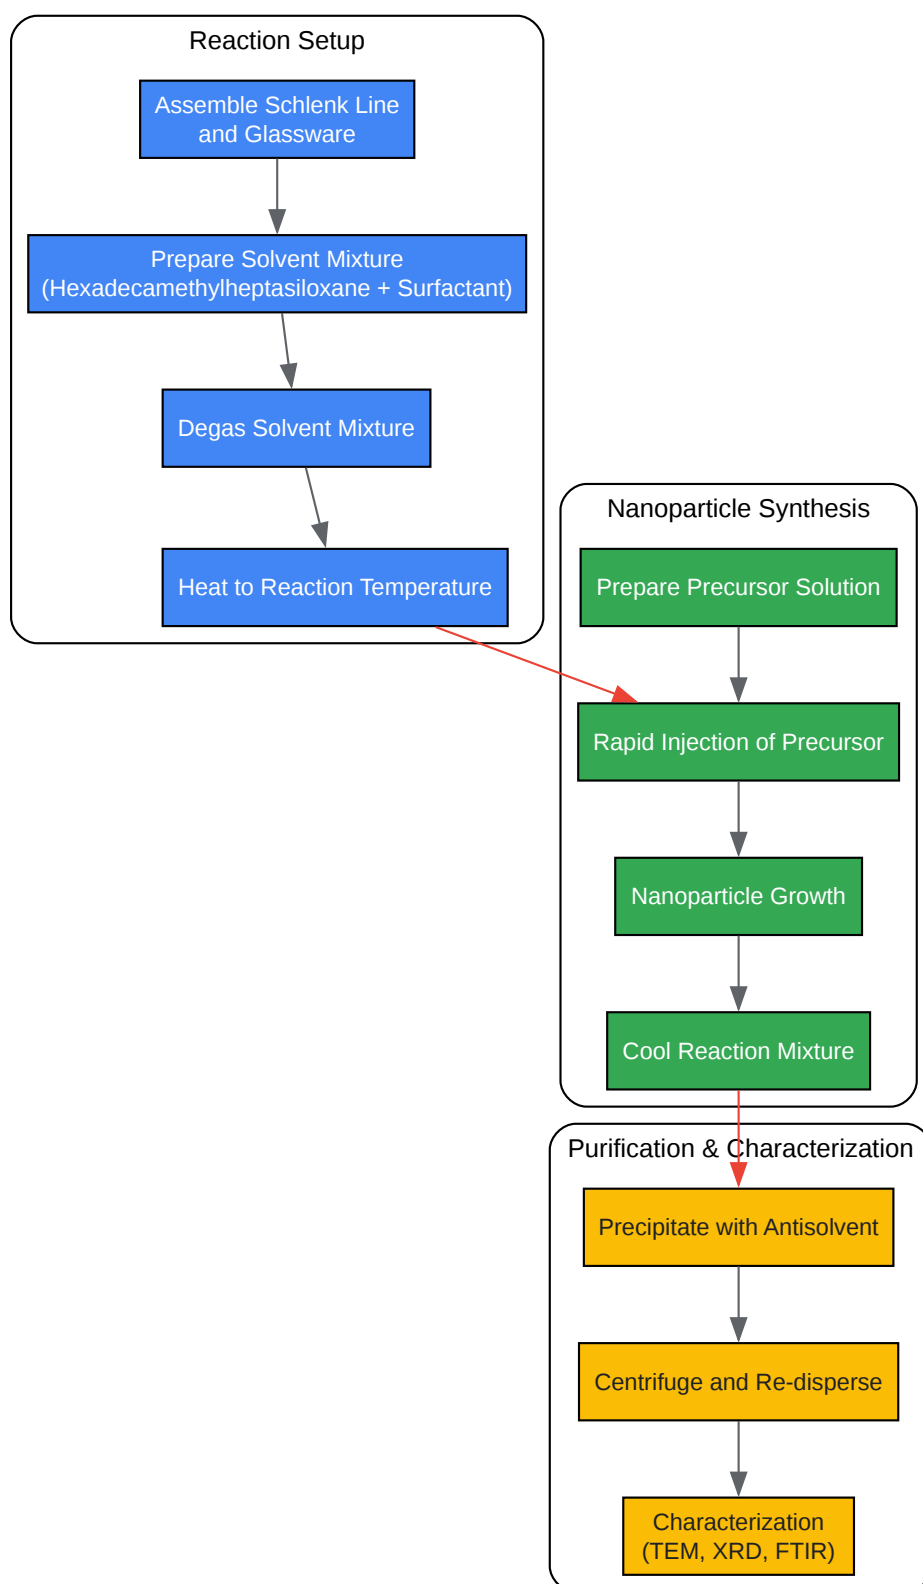 Reaction Setup
Assemble Schlenk Line
and Glassware
Prepare Solvent Mixture
(Hexadecamethylheptasiloxane + Surfactant)
Degas Solvent Mixture
Heat to Reaction Temperature
Nanoparticle Synthesis
Prepare Precursor Solution
Rapid Injection of Precursor
Nanoparticle Growth
Cool Reaction Mixture
Purification & Characterization
Precipitate with Antisolvent
Centrifuge and Re-disperse
Characterization
(TEM, XRD, FTIR)